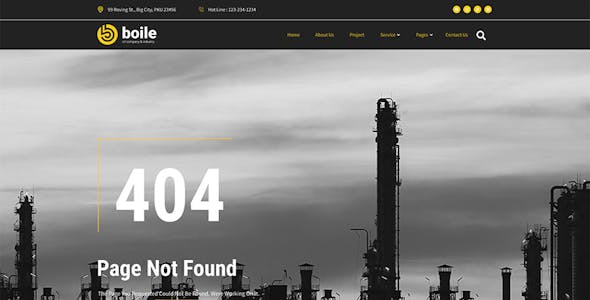 99 Roving St., Big City, PKU 23456
Hot Line : 123-234-1234
boile
oil company & industry
Home
About Us
Project
Service
Pages
Contact Us
404
Page Not Found
The Page You Requested Could Not Be Found. Were Working On It.